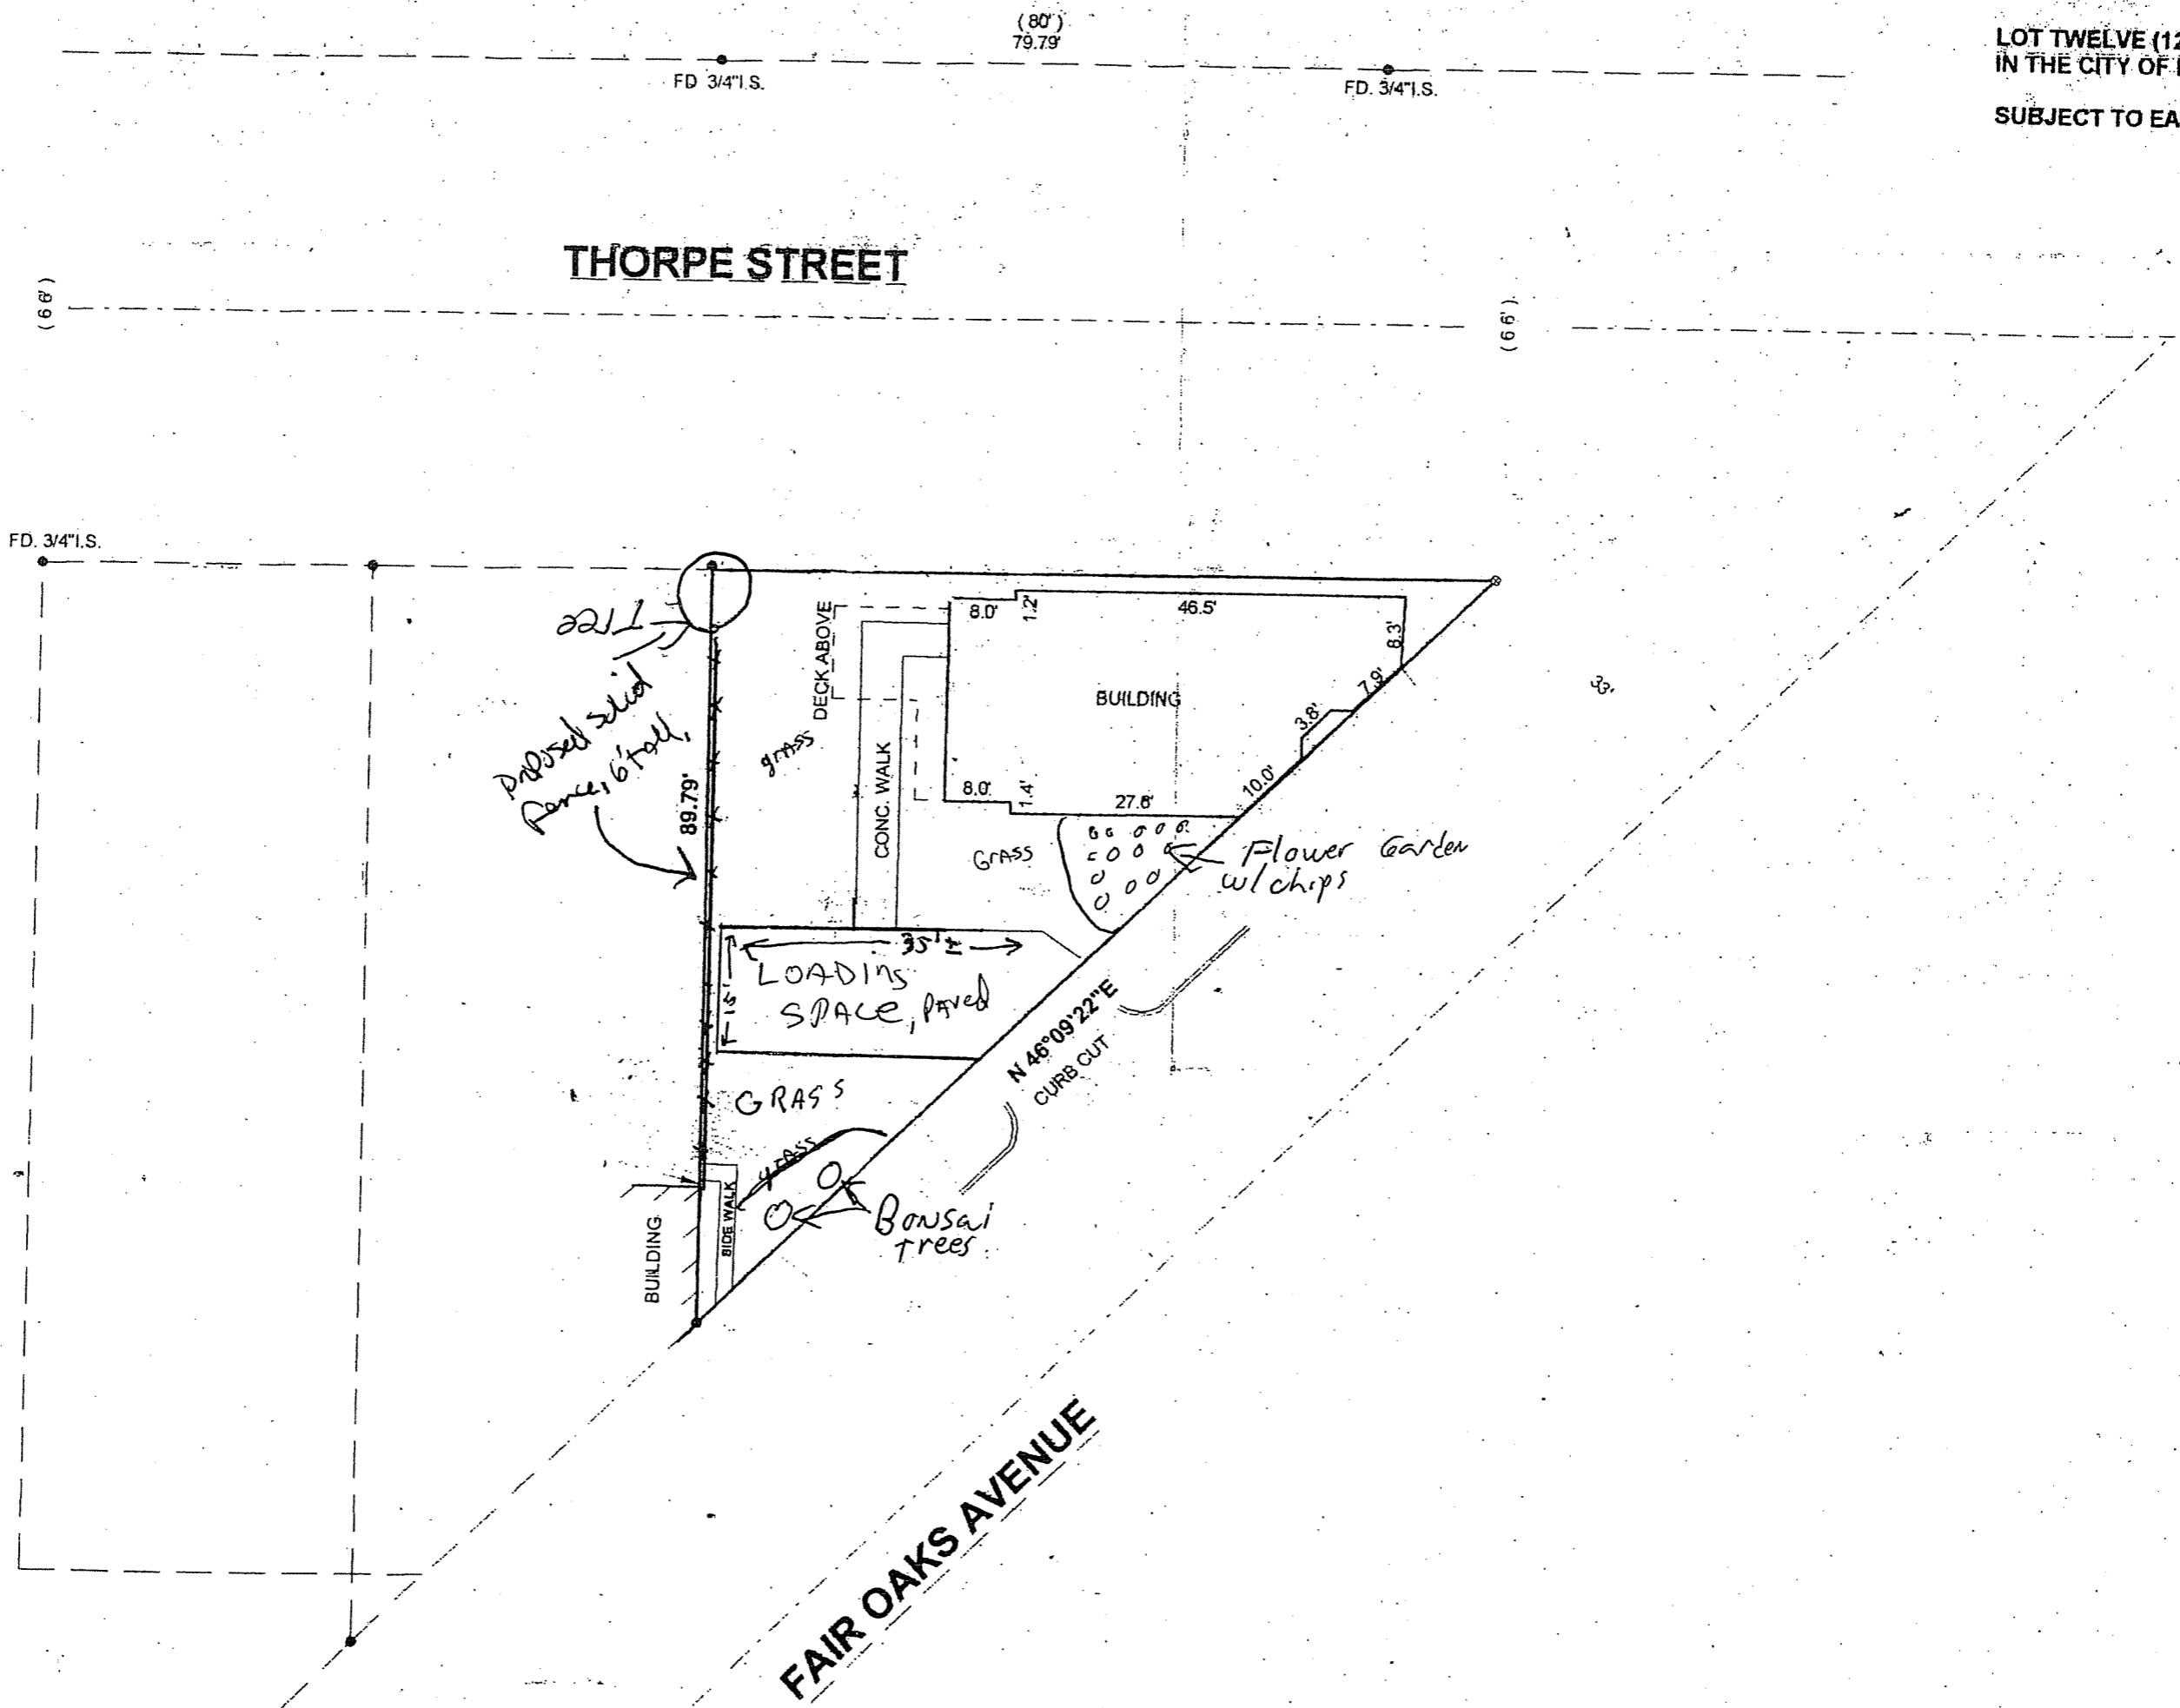 (80')
79.79'
LOT TWELVE (12
IN THE CITY OF
SUBJECT TO EA
FD 3/4"I.S.
FD. 3/4"I.S.
THORPE STREET
(66')
(66')
FD. 3/4"I.S.
Tree
Proposed solid
fence, 6' tall,
89.79'
grass
DECK ABOVE
CONC. WALK
8.0'
1.2'
46.5'
8.3'
7.9'
3.8'
10.0'
BUILDING
8.0'
1.4'
27.8'
33'
Grass
Flower Garden
w/ chips
35' ±
15'
LOADING
SPACE, PAVED
N 46°09'22"E
CURB CUT
GRASS
grass
BUILDING
SIDE WALK
Bonsai
trees
FAIR OAKS AVENUE